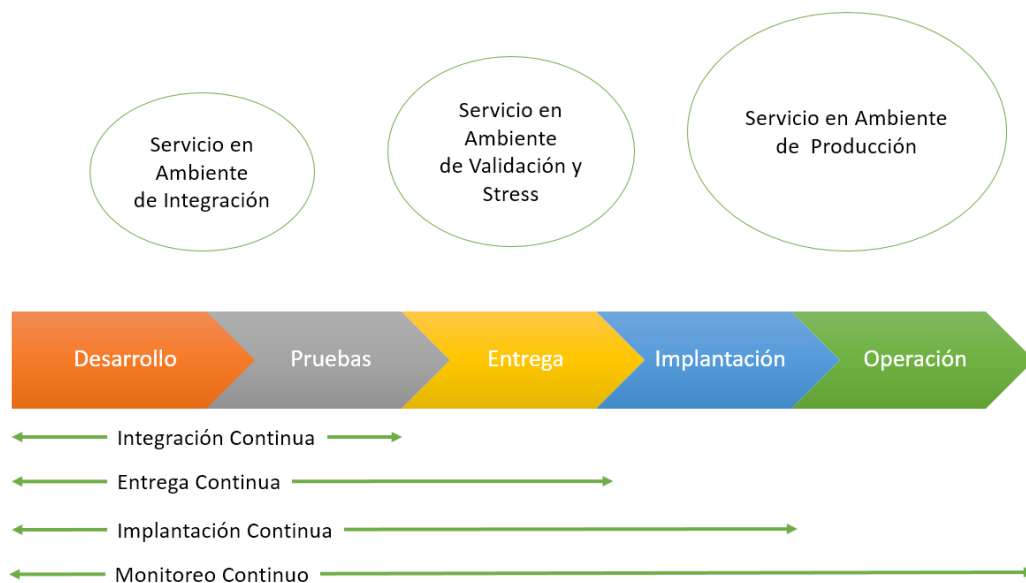 Servicio en
Ambiente
de Integración
Servicio en
Ambiente
de Validación y
Stress
Servicio en Ambiente
de Producción
Desarrollo
Pruebas
Entrega
Implantación
Operación
Integración Continua
Entrega Continua
Implantación Continua
Monitoreo Continuo